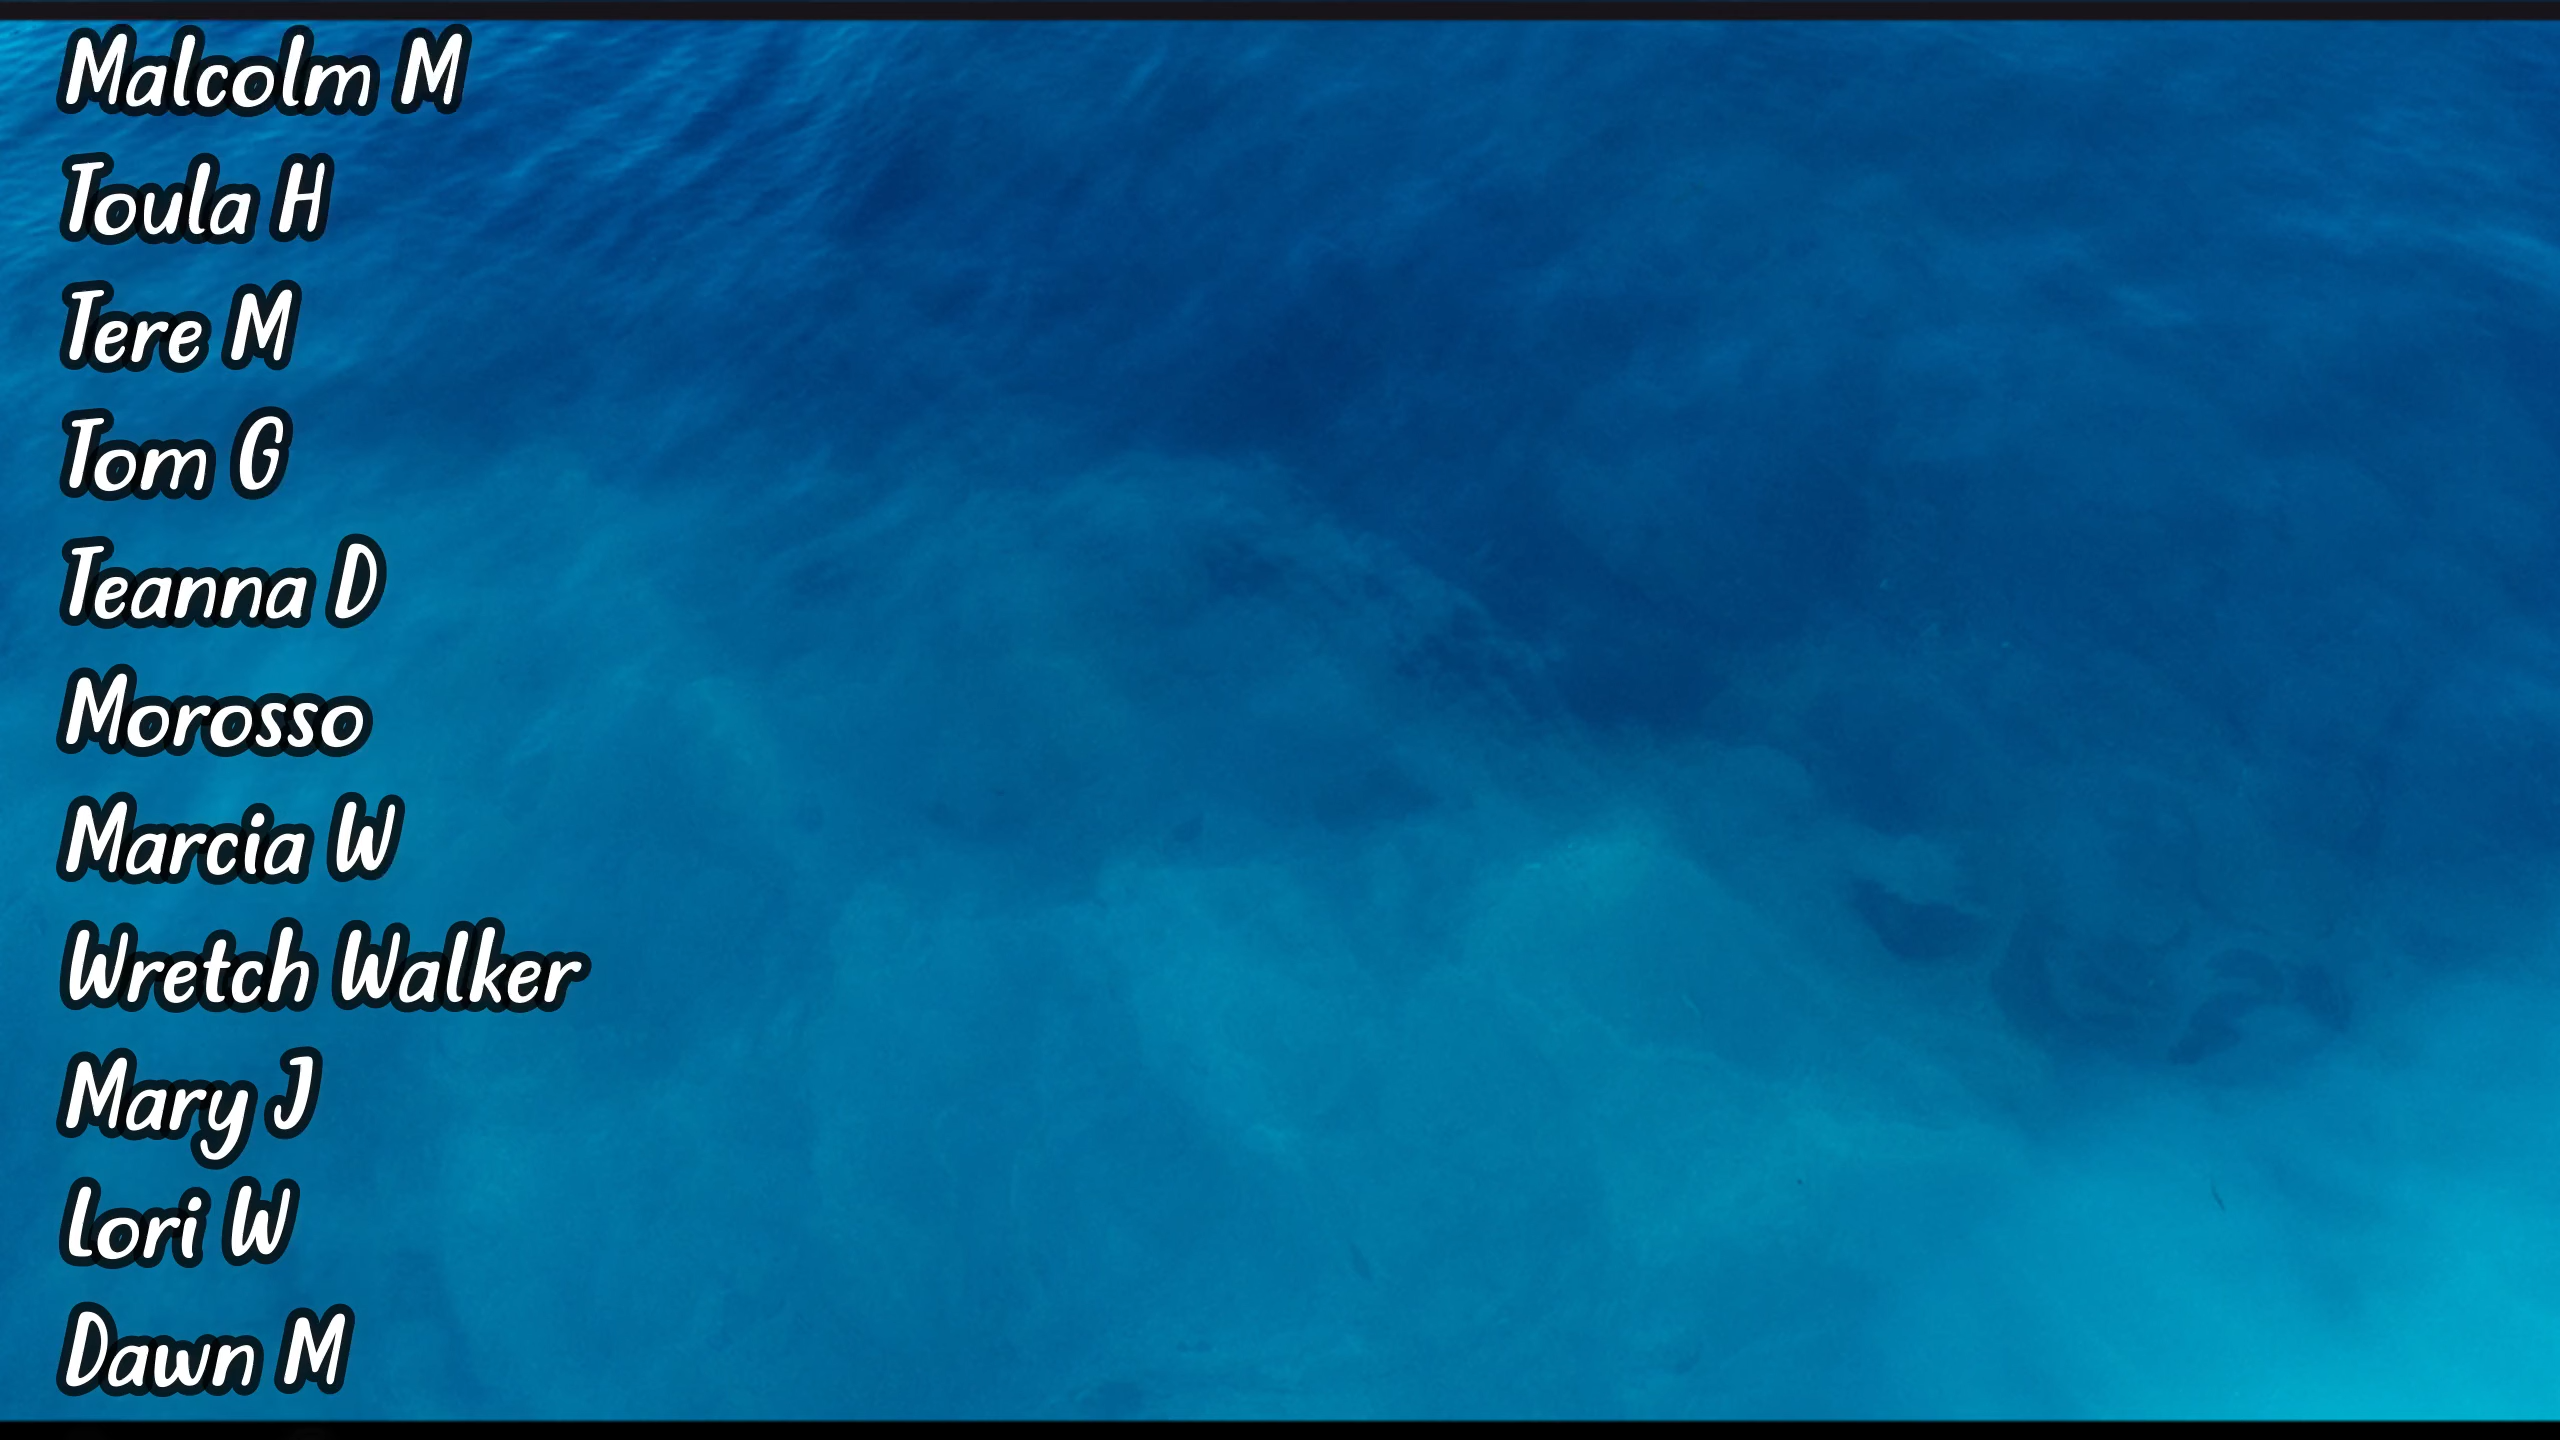 Malcolm M
Toula H
Tere M
Tom G
Teanna D
Morosso
Marcia W
Wretch Walker
Mary J
Lori W
Dawn M